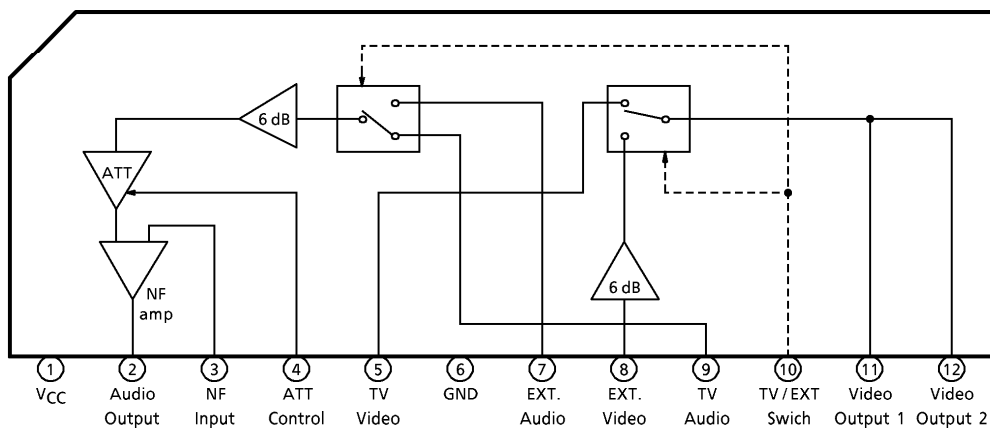 6 dB
ATT
NF
amp
6 dB
1 2 3 4 5 6 7 8 9 10 11 12
VCC Audio NF ATT TV GND EXT. EXT. TV TV / EXT Video Video
Output Input Control Video Audio Video Audio Swich Output 1 Output 2